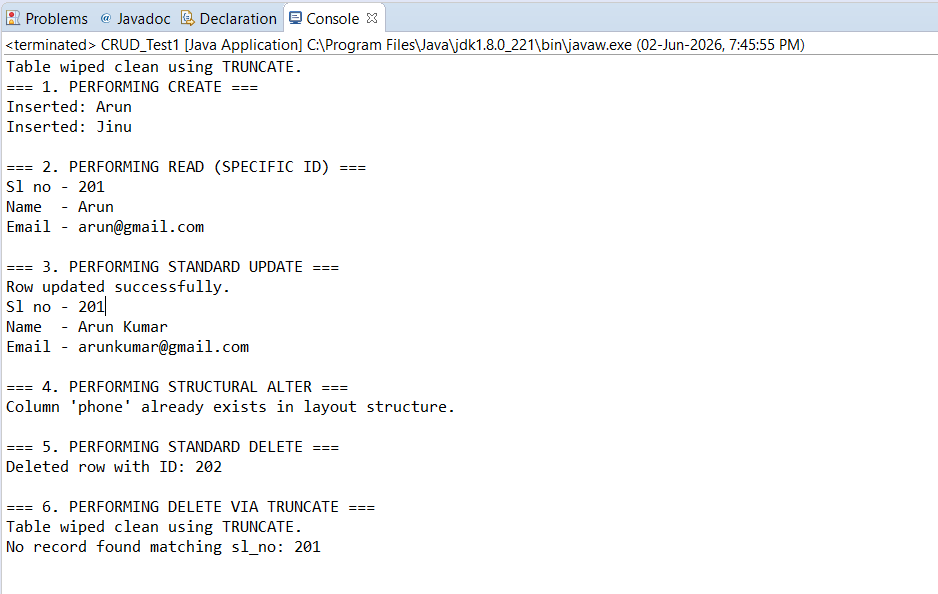 Problems @ Javadoc Declaration Console
<terminated> CRUD_Test1 [Java Application] C:\Program Files\Java\jdk1.8.0_221\bin\javaw.exe (02-Jun-2026, 7:45:55 PM)
Table wiped clean using TRUNCATE.
=== 1. PERFORMING CREATE ===
Inserted: Arun
Inserted: Jinu
=== 2. PERFORMING READ (SPECIFIC ID) ===
Sl no - 201
Name  - Arun
Email - arun@gmail.com
=== 3. PERFORMING STANDARD UPDATE ===
Row updated successfully.
Sl no - 201
Name  - Arun Kumar
Email - arunkumar@gmail.com
=== 4. PERFORMING STRUCTURAL ALTER ===
Column 'phone' already exists in layout structure.
=== 5. PERFORMING STANDARD DELETE ===
Deleted row with ID: 202
=== 6. PERFORMING DELETE VIA TRUNCATE ===
Table wiped clean using TRUNCATE.
No record found matching sl_no: 201